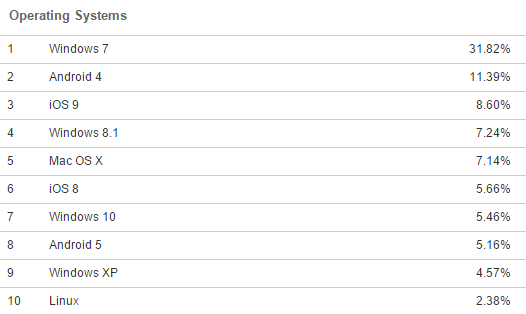 Operating Systems
1 Windows 7 31.82%
2 Android 4 11.39%
3 iOS 9 8.60%
4 Windows 8.1 7.24%
5 Mac OS X 7.14%
6 iOS 8 5.66%
7 Windows 10 5.46%
8 Android 5 5.16%
9 Windows XP 4.57%
10 Linux 2.38%